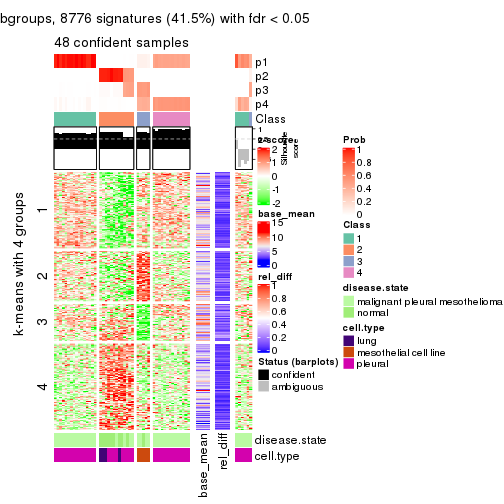 bgroups, 8776 signatures (41.5%) with fdr < 0.05
48 confident samples
p1
p2
p3
p4
Class
1
Silhouette
score
k-means with 4 groups
1
2
3
4
disease.state
cell.type
base_mean
rel_diff
z-score
2
1
0
-1
-2
base_mean
15
10
5
0
rel_diff
1
0.8
0.6
0.4
0.2
0
Status (barplots)
confident
ambiguous
Prob
1
0.8
0.6
0.4
0.2
0
Class
1
2
3
4
disease.state
malignant pleural mesothelioma
normal
cell.type
lung
mesothelial cell line
pleural